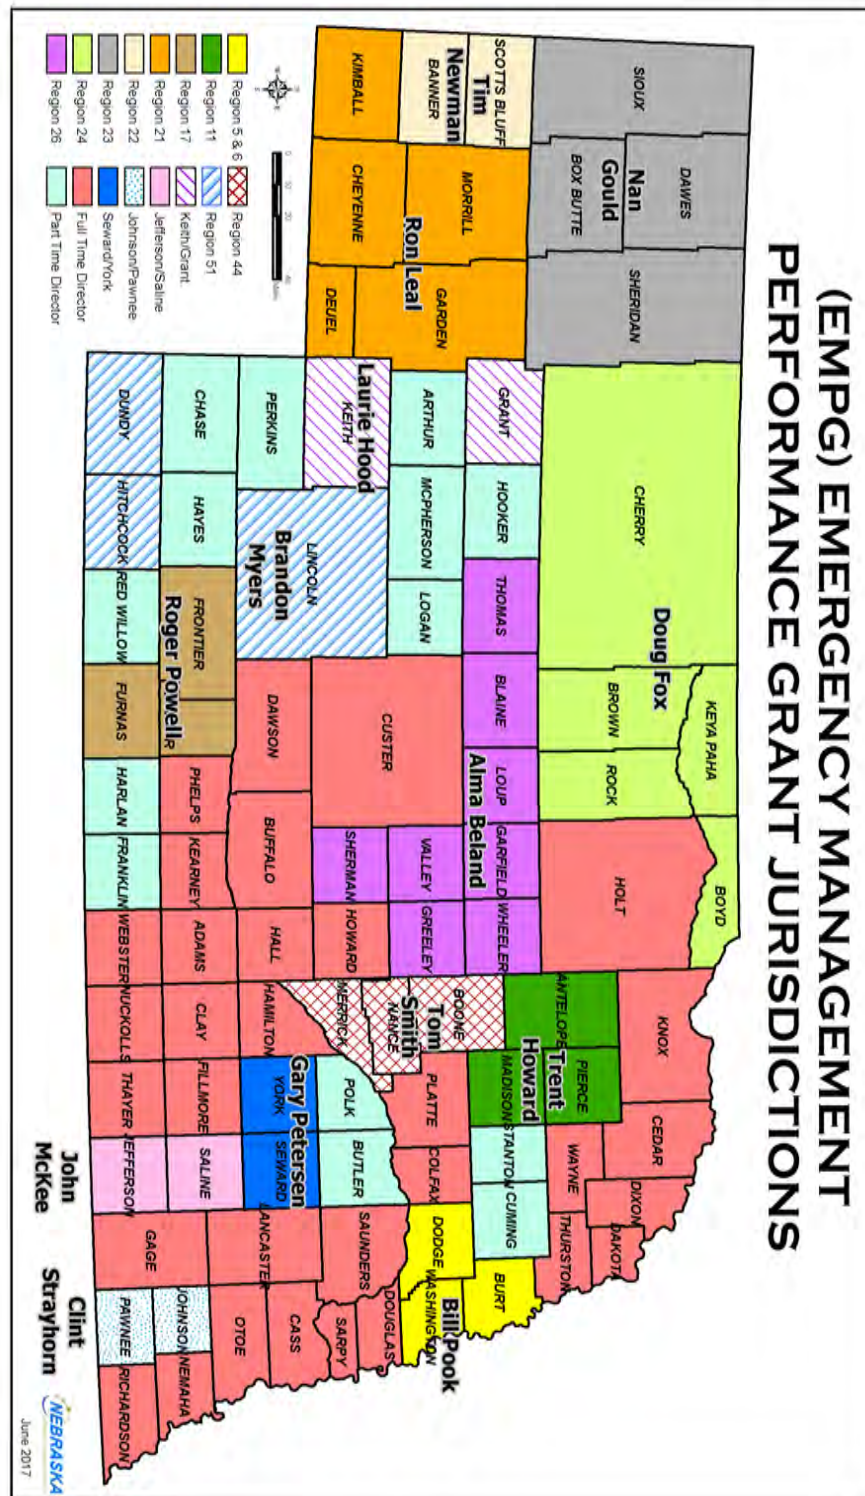 (EMPG) EMERGENCY MANAGEMENT
PERFORMANCE GRANT JURISDICTIONS
SIOUX
DAWES
Nan
Gould
BOX BUTTE
SHERIDAN
SCOTTS BLUFF
Tim
Newman
BANNER
KIMBALL
MORRILL
CHEYENNE
Ron Leal
GARDEN
DEUEL
CHERRY
Doug Fox
KEYA PAHA
BROWN
ROCK
BOYD
HOLT
GRANT
HOOKER
THOMAS
BLAINE
LOUP
GARFIELD
WHEELER
Alma Beland
ARTHUR
MCPHERSON
LOGAN
CUSTER
VALLEY
GREELEY
SHERMAN
HOWARD
Laurie Hood
KEITH
PERKINS
LINCOLN
Brandon
Myers
DAWSON
BUFFALO
HALL
CHASE
HAYES
FRONTIER
Roger Powell
PHELPS
KEARNEY
ADAMS
DUNDY
HITCHCOCK
RED WILLOW
FURNAS
HARLAN
FRANKLIN
WEBSTER
NUCKOLLS
THAYER
JEFFERSON
KNOX
CEDAR
DIXON
DAKOTA
ANTELOPE
PIERCE
WAYNE
THURSTON
Trent
Howard
MADISON
STANTON
CUMING
BURT
BOONE
Tom
Smith
NANCE
MERRICK
PLATTE
COLFAX
DODGE
WASHINGTON
Bill Pook
POLK
BUTLER
SAUNDERS
DOUGLAS
SARPY
HAMILTON
Gary Petersen
YORK
SEWARD
LANCASTER
CASS
OTOE
CLAY
FILLMORE
SALINE
GAGE
JOHNSON
NEMAHA
PAWNEE
RICHARDSON
John
McKee
Clint
Strayhorn
Region 5 & 6
Region 11
Region 17
Region 21
Region 22
Region 23
Region 24
Region 26
Region 44
Region 51
Keith/Grant
Jefferson/Saline
Johnson/Pawnee
Seward/York
Full Time Director
Part Time Director
NEBRASKA
June 2017